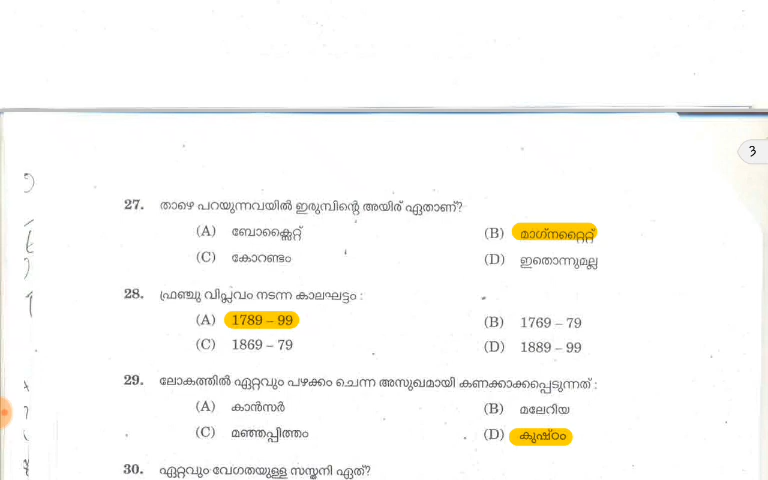 3
27. താഴെ പറയുന്നവയിൽ ഇരുമ്പിന്റെ അയിര് ഏതാണ്?
(A) ബോക്സൈറ്റ് (B) മാഗ്നറ്റൈറ്റ്
(C) കോറണ്ടം (D) ഇതൊന്നുമല്ല
28. ഫ്രഞ്ചു വിപ്ലവം നടന്ന കാലഘട്ടം :
(A) 1789 – 99 (B) 1769 – 79
(C) 1869 – 79 (D) 1889 – 99
29. ലോകത്തിൽ ഏറ്റവും പഴക്കം ചെന്ന അസുഖമായി കണക്കാക്കപ്പെടുന്നത് :
(A) കാൻസർ (B) മലേറിയ
(C) മഞ്ഞപ്പിത്തം (D) കുഷ്ഠം
30. ഏറ്റവും വേഗതയുള്ള സസ്തനി ഏത്?